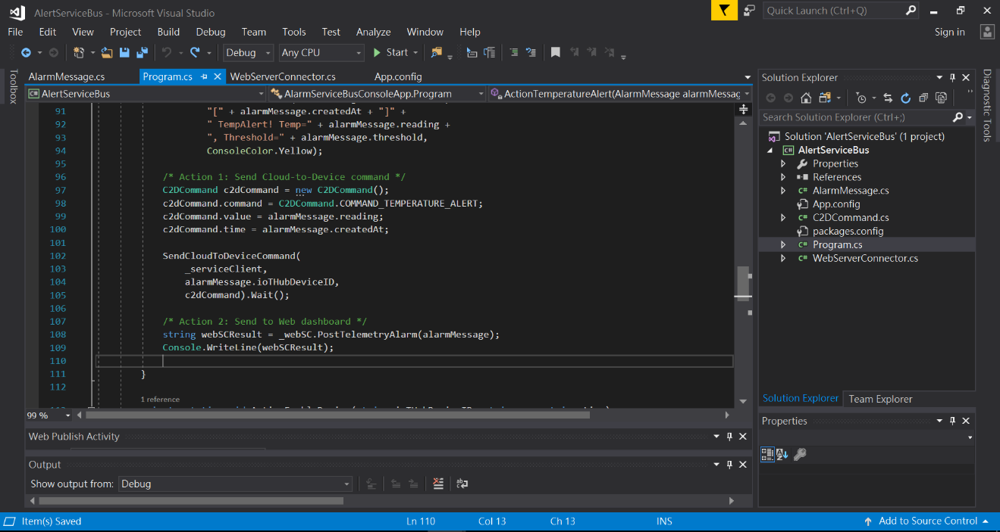 AlertServiceBus - Microsoft Visual Studio
Quick Launch (Ctrl+Q)
File Edit View Project Build Debug Team Tools Test Analyze Window Help
Sign in
Debug Any CPU Start
Toolbox
AlarmMessage.cs Program.cs WebServerConnector.cs App.config
AlertServiceBus AlarmServiceBusConsoleApp.Program ActionTemperatureAlert(AlarmMessage alarmMessag
91 "[" + alarmMessage.createdAt + "]" +
92 " TempAlert! Temp=" + alarmMessage.reading +
93 ", Threshold=" + alarmMessage.threshold,
94 ConsoleColor.Yellow);
95
96 /* Action 1: Send Cloud-to-Device command */
97 C2DCommand c2dCommand = new C2DCommand();
98 c2dCommand.command = C2DCommand.COMMAND_TEMPERATURE_ALERT;
99 c2dCommand.value = alarmMessage.reading;
100 c2dCommand.time = alarmMessage.createdAt;
101
102 SendCloudToDeviceCommand(
103 _serviceClient,
104 alarmMessage.ioTHubDeviceID,
105 c2dCommand).Wait();
106
107 /* Action 2: Send to Web dashboard */
108 string webSCResult = _webSC.PostTelemetryAlarm(alarmMessage);
109 Console.WriteLine(webSCResult);
110
111 }
112
1 reference
99 %
Web Publish Activity
Output
Show output from: Debug
Solution Explorer
Search Solution Explorer (Ctrl+;)
Solution 'AlertServiceBus' (1 project)
C# AlertServiceBus
Properties
References
C# AlarmMessage.cs
App.config
C# C2DCommand.cs
packages.config
C# Program.cs
C# WebServerConnector.cs
Solution Explorer Team Explorer
Properties
Diagnostic Tools
Item(s) Saved Ln 110 Col 13 Ch 13 INS Add to Source Control